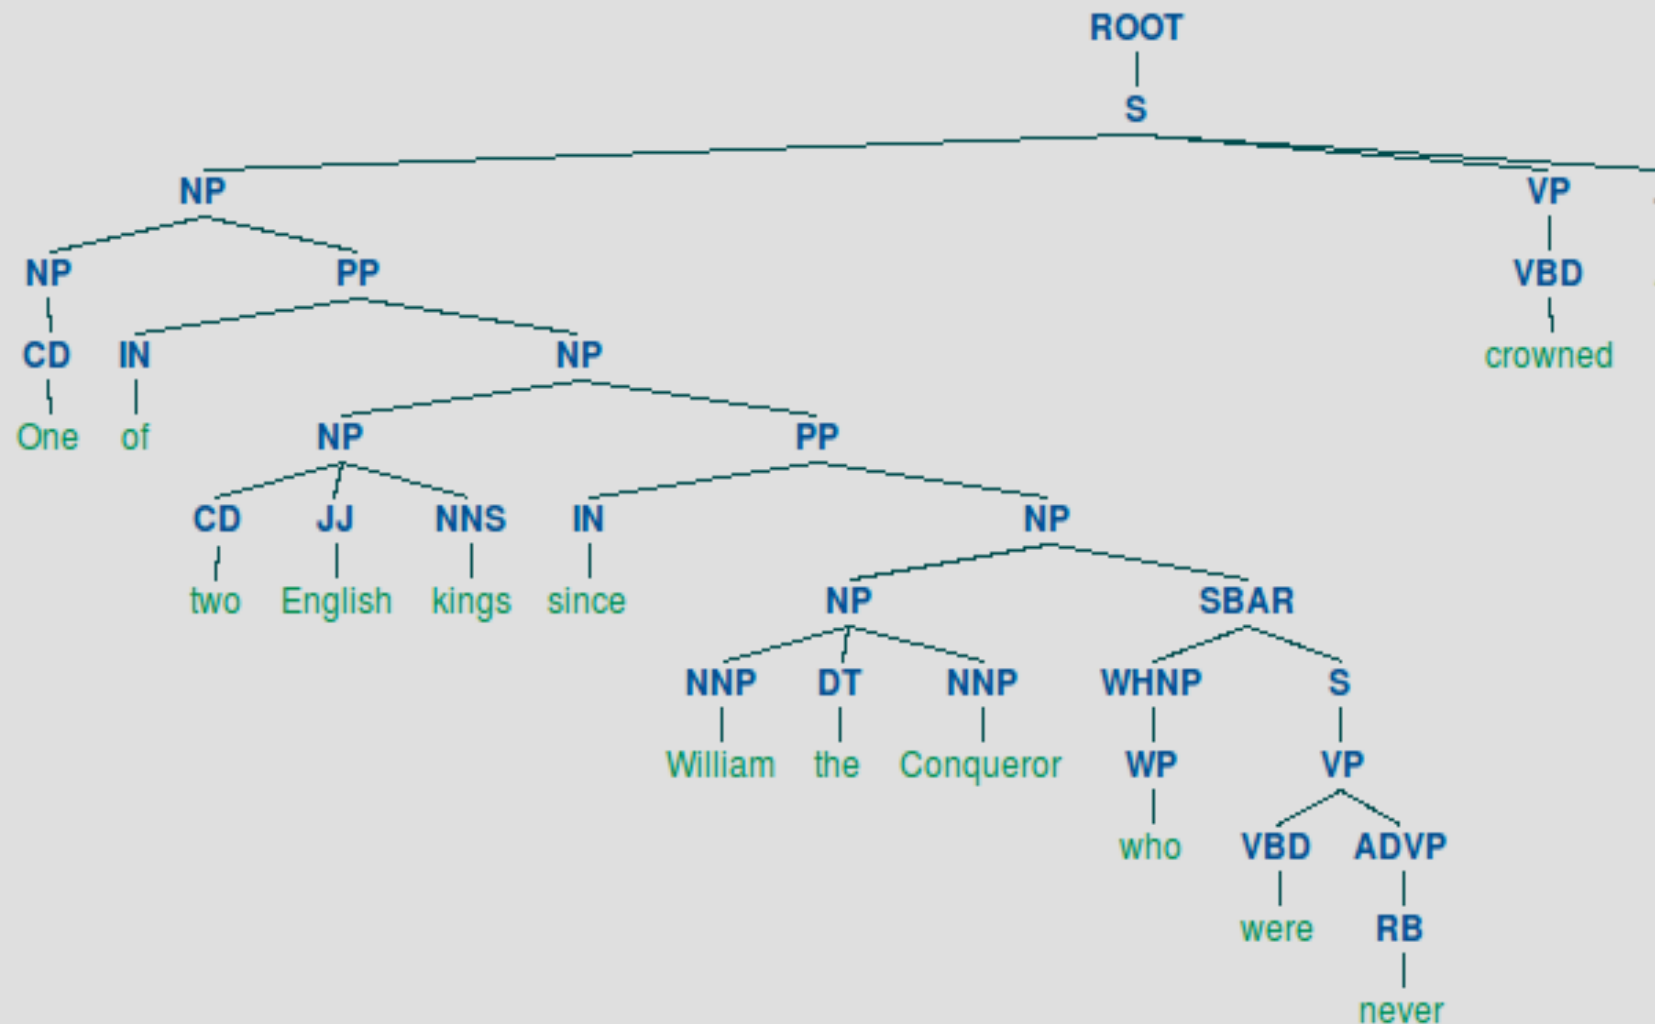 ROOT
S
NP VP
NP PP VBD
CD IN NP crowned
One of NP PP
CD JJ NNS IN NP
two English kings since NP SBAR
NNP DT NNP WHNP S
William the Conqueror WP VP
who VBD ADVP
were RB
never